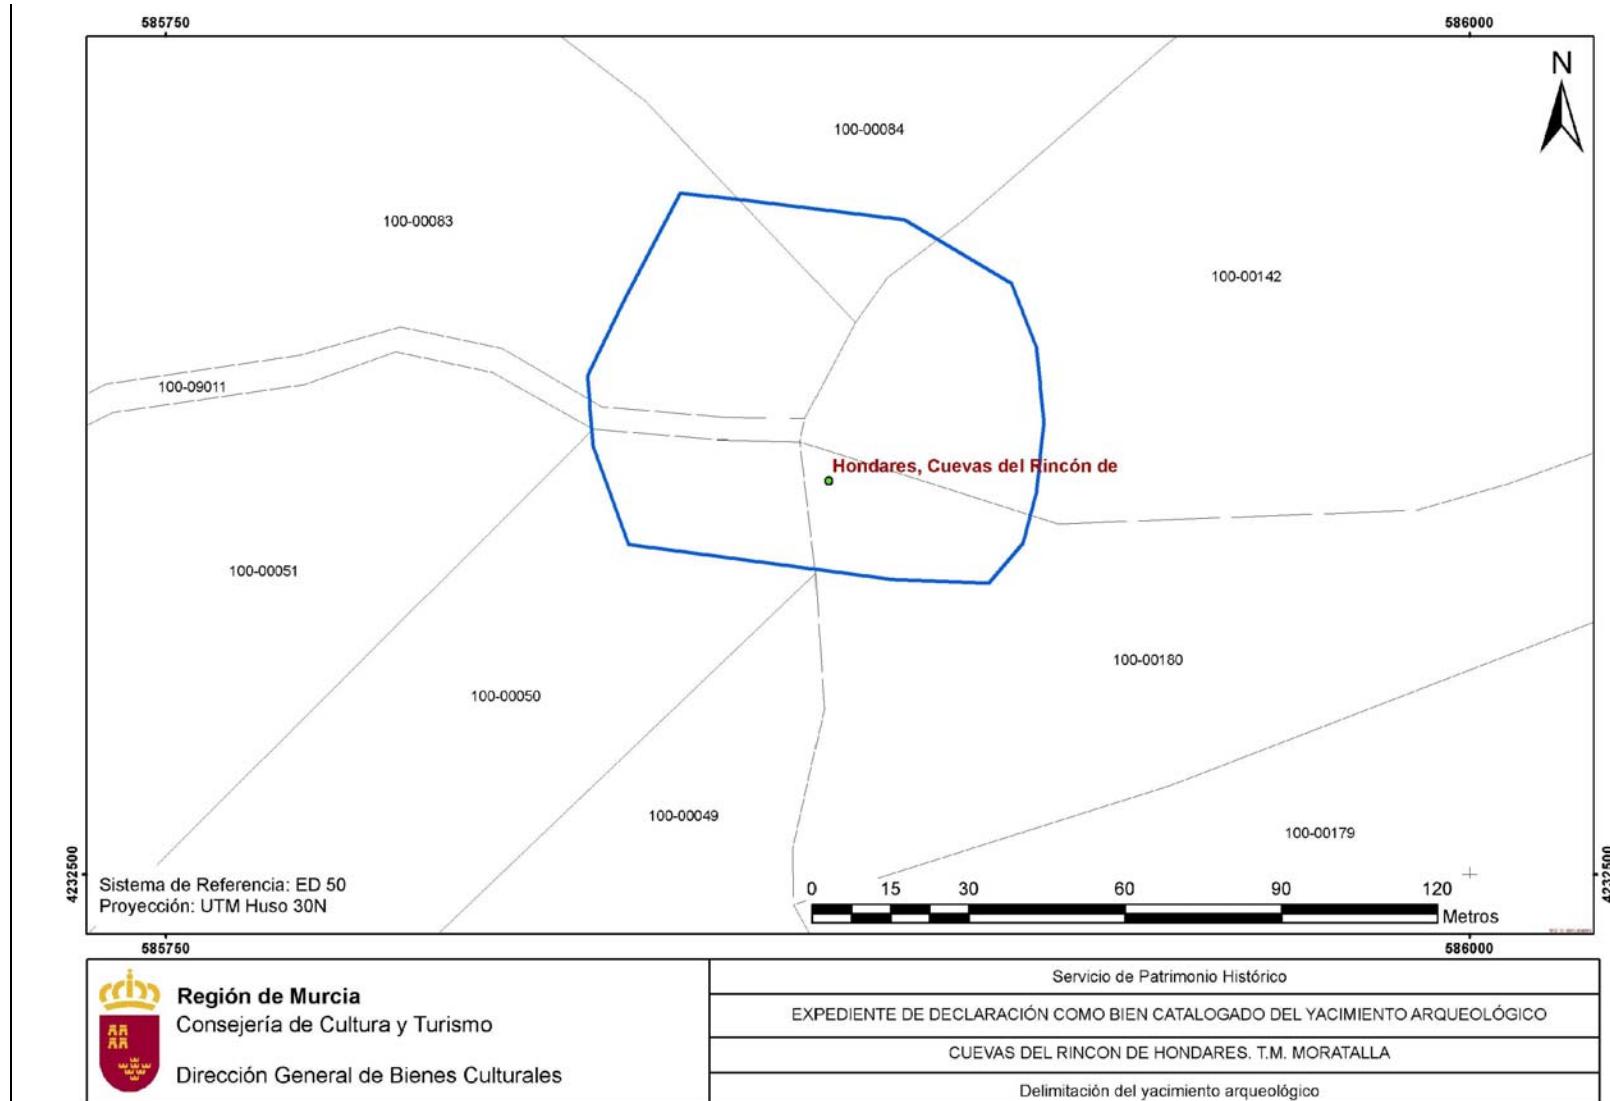 585750
586000
N
100-00084
100-00083
100-00142
100-09011
Hondares, Cuevas del Rincón de
100-00051
100-00180
100-00050
100-00049
100-00179
4232500
4232500
Sistema de Referencia: ED 50
Proyección: UTM Huso 30N
0 15 30 60 90 120
Metros
585750
586000
Región de Murcia
Consejería de Cultura y Turismo
Dirección General de Bienes Culturales
Servicio de Patrimonio Histórico
EXPEDIENTE DE DECLARACIÓN COMO BIEN CATALOGADO DEL YACIMIENTO ARQUEOLÓGICO
CUEVAS DEL RINCON DE HONDARES. T.M. MORATALLA
Delimitación del yacimiento arqueológico